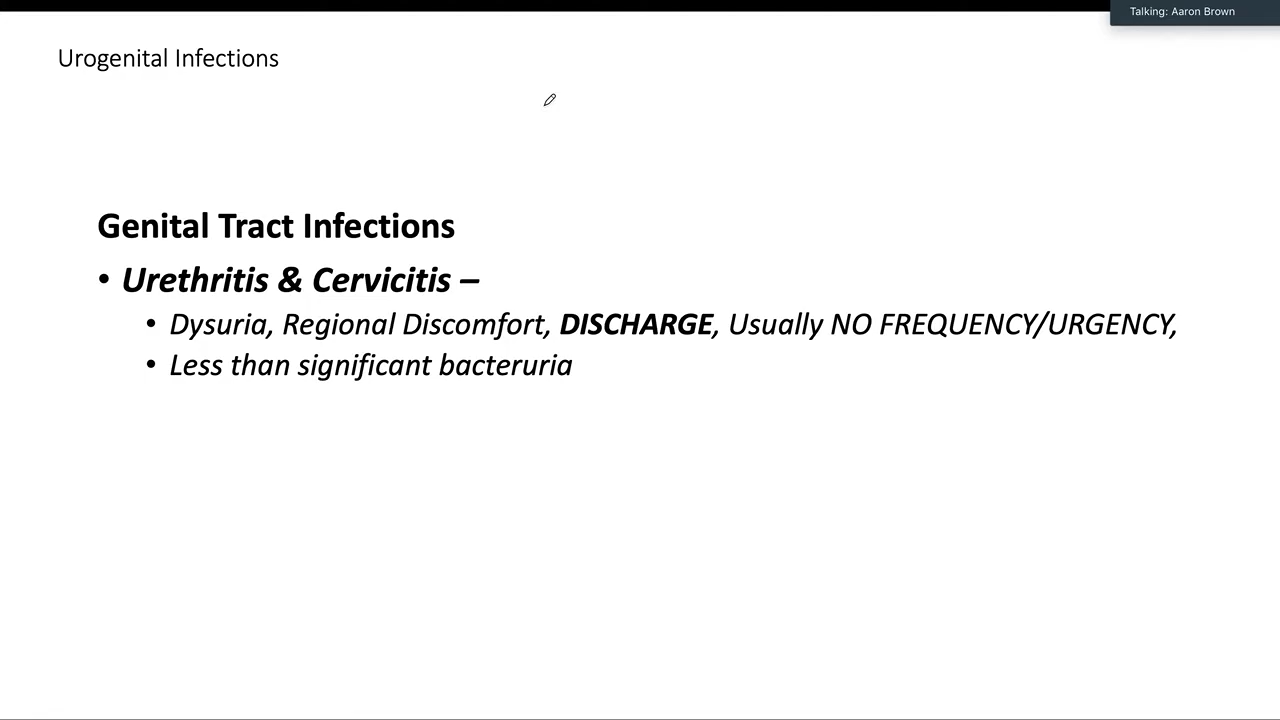 Talking: Aaron Brown
Urogenital Infections
Genital Tract Infections
• Urethritis & Cervicitis –
• Dysuria, Regional Discomfort, DISCHARGE, Usually NO FREQUENCY/URGENCY,
• Less than significant bacteruria